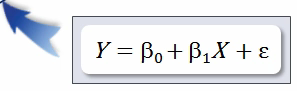 Y = β₀ + β₁X + ε